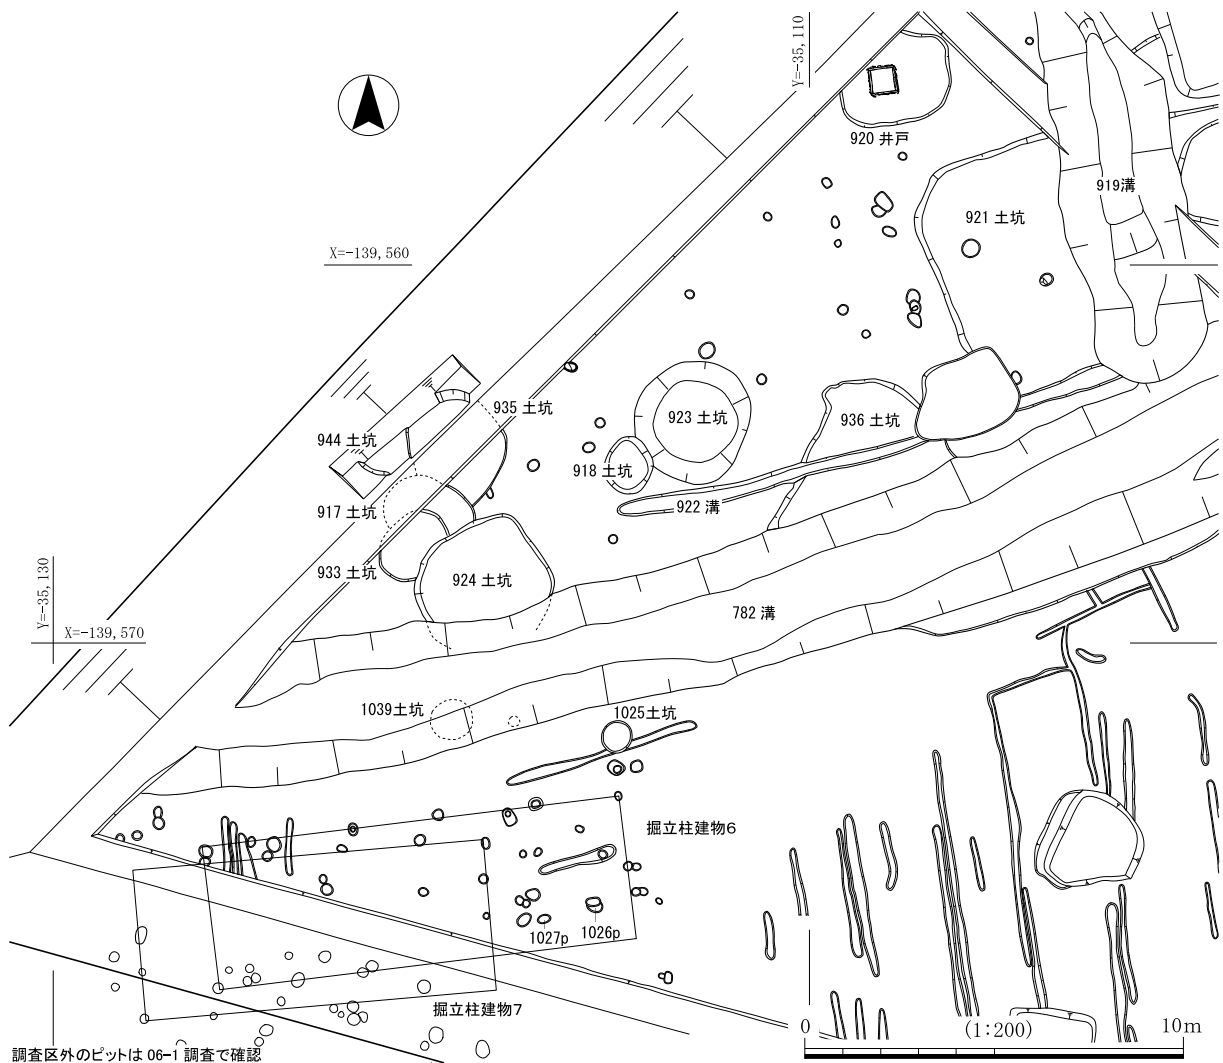 Y=-35,110
920 井戸
919溝
921 土坑
X=-139,560
935 土坑
944 土坑
923 土坑
936 土坑
918 土坑
917 土坑
922 溝
933 土坑
924 土坑
Y=-35,130
X=-139,570
782 溝
1039土坑
1025土坑
掘立柱建物6
1027p
1026p
掘立柱建物7
0 (1:200) 10m
調査区外のピットは 06-1 調査で確認